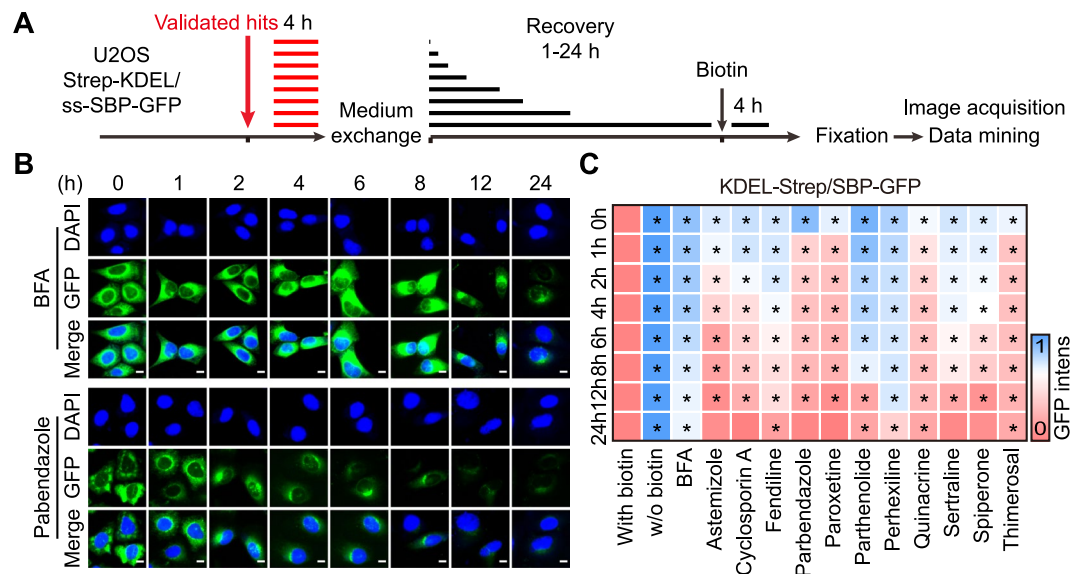 A
Validated hits 4 h
U2OS
Strep-KDEL/
ss-SBP-GFP
Medium
exchange
Recovery
1-24 h
Biotin
4 h
Fixation
Image acquisition
Data mining
B
(h) 0 1 2 4 6 8 12 24
BFA
DAPI
GFP
Merge
Pabendazole
DAPI
GFP
Merge
C
KDEL-Strep/SBP-GFP
0h
* * * * * * * * * * * * *
1h
* * * * * * * * * * * * *
2h
* * * * * * * * * * * * *
4h
* * * * * * * * * * * * *
6h
* * * * * * * * * * * * *
8h
* * * * * * * * * * * * *
12h
* * * * * * * * * * * * *
24h
* * * * * * *
1
0
GFP intens
With biotin
w/o biotin
BFA
Astemizole
Cyclosporin A
Fendiline
Parbendazole
Paroxetine
Parthenolide
Perhexiline
Quinacrine
Sertraline
Spiperone
Thimerosal